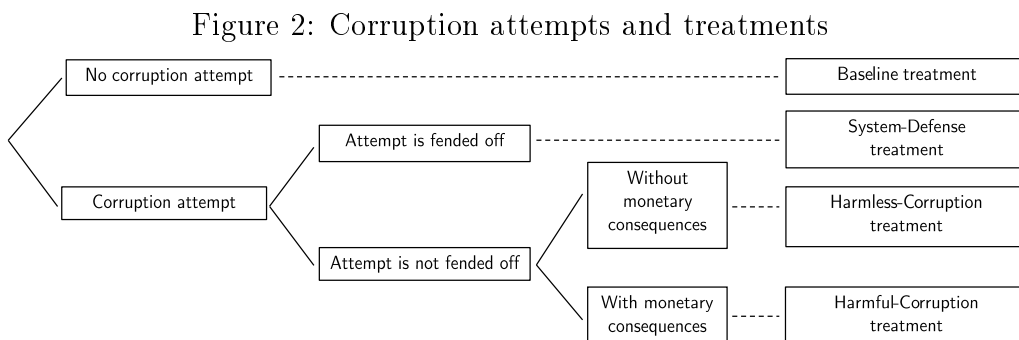 Figure 2: Corruption attempts and treatments
No corruption attempt
Baseline treatment
Attempt is fended off
System-Defense
treatment
Corruption attempt
Without
monetary
consequences
Harmless-Corruption
treatment
Attempt is not fended off
With monetary
consequences
Harmful-Corruption
treatment